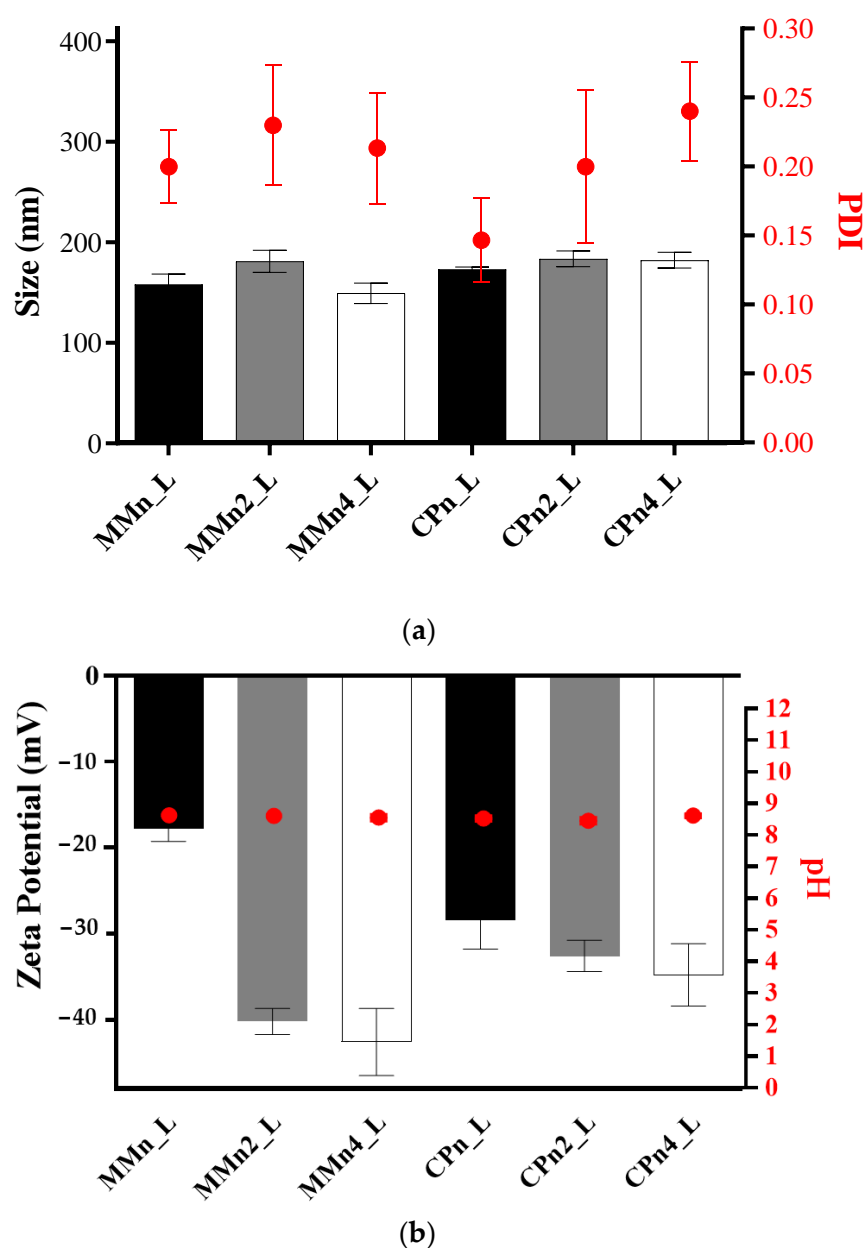 400
300
200
100
0
Size (nm)
0.30
0.25
0.20
0.15
0.10
0.05
0.00
PDI
MMn_L
MMn2_L
MMn4_L
CPn_L
CPn2_L
CPn4_L
(a)
0
−10
−20
−30
−40
Zeta Potential (mV)
12
11
10
9
8
7
6
5
4
3
2
1
0
pH
MMn_L
MMn2_L
MMn4_L
CPn_L
CPn2_L
CPn4_L
(b)